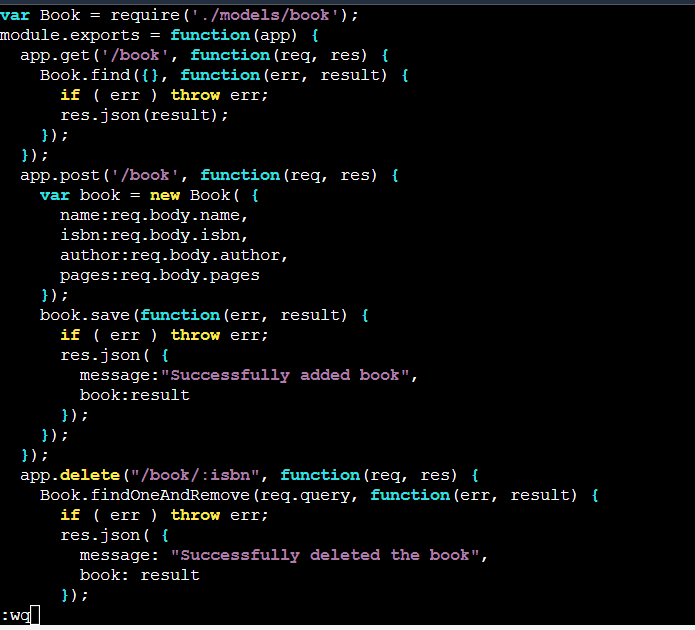 var Book = require('./models/book');
module.exports = function(app) {
  app.get('/book', function(req, res) {
    Book.find({}, function(err, result) {
      if ( err ) throw err;
      res.json(result);
    });
  });
  app.post('/book', function(req, res) {
    var book = new Book( {
      name:req.body.name,
      isbn:req.body.isbn,
      author:req.body.author,
      pages:req.body.pages
    });
    book.save(function(err, result) {
      if ( err ) throw err;
      res.json( {
        message:"Successfully added book",
        book:result
      });
    });
  });
  app.delete("/book/:isbn", function(req, res) {
    Book.findOneAndRemove(req.query, function(err, result) {
      if ( err ) throw err;
      res.json( {
        message: "Successfully deleted the book",
        book: result
      });
:wq